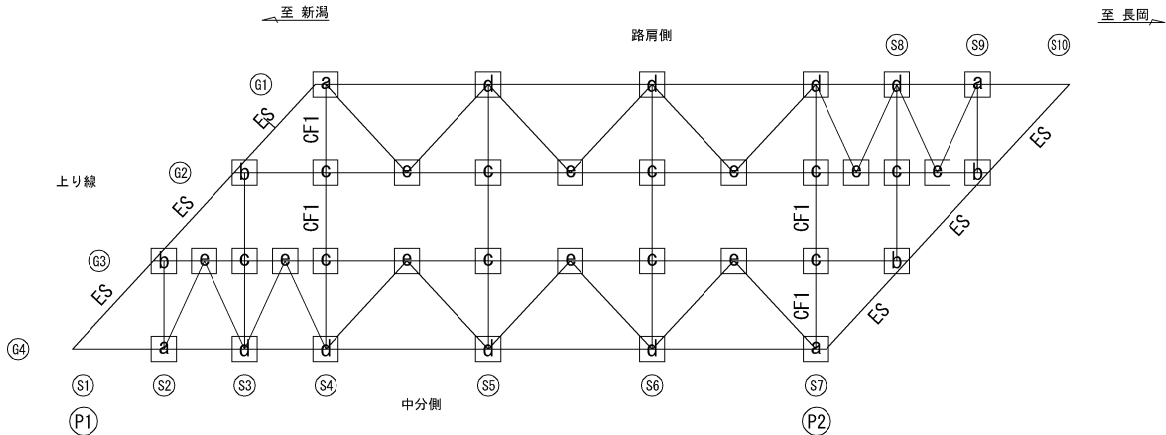 至 新潟
至 長岡
路肩側
S8
S9
S10
G1
a
d
d
d
d
a
ES
CF1
ES
G2
b
c
e
c
e
c
e
c
e
c
e
b
上り線
ES
CF1
CF1
ES
G3
b
e
c
e
c
e
c
e
c
e
c
b
ES
CF1
ES
G4
a
d
d
d
d
a
S1
S2
S3
S4
S5
S6
S7
中分側
P1
P2